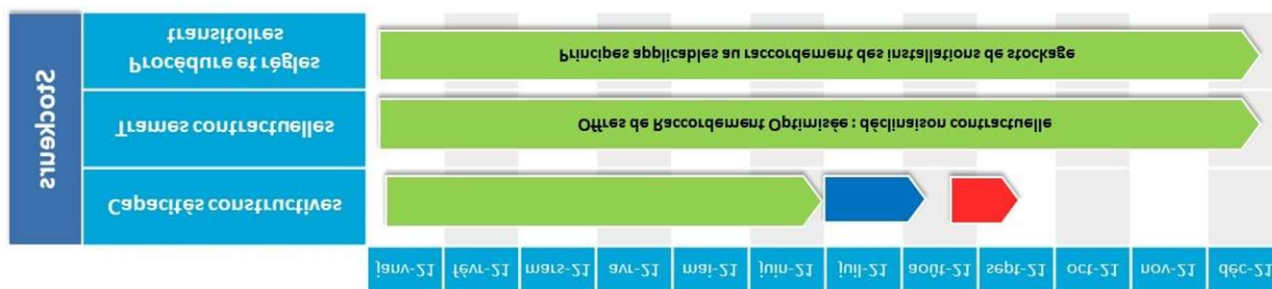 janv-21 févr-21 mars-21 avr-21 mai-21 juin-21 juil-21 août-21 sept-21 oct-21 nov-21 déc-21
Stockeurs
Capacités constructives
Trames contractuelles
Offres de Raccordement Optimisée : déclinaison contractuelle
Procédure et règles
transitoires
Principes applicables au raccordement des installations de stockage